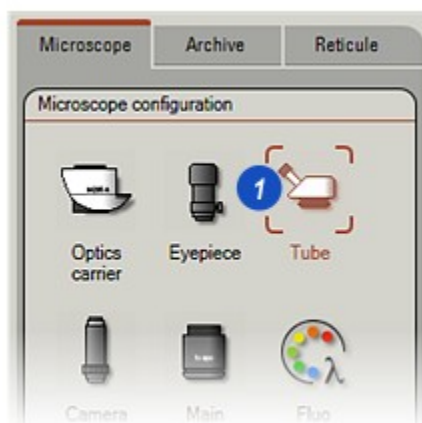 Microscope Archive Reticule
Microscope configuration
1
Optics Eyepiece Tube
carrier
λ
Camera Main Fluo